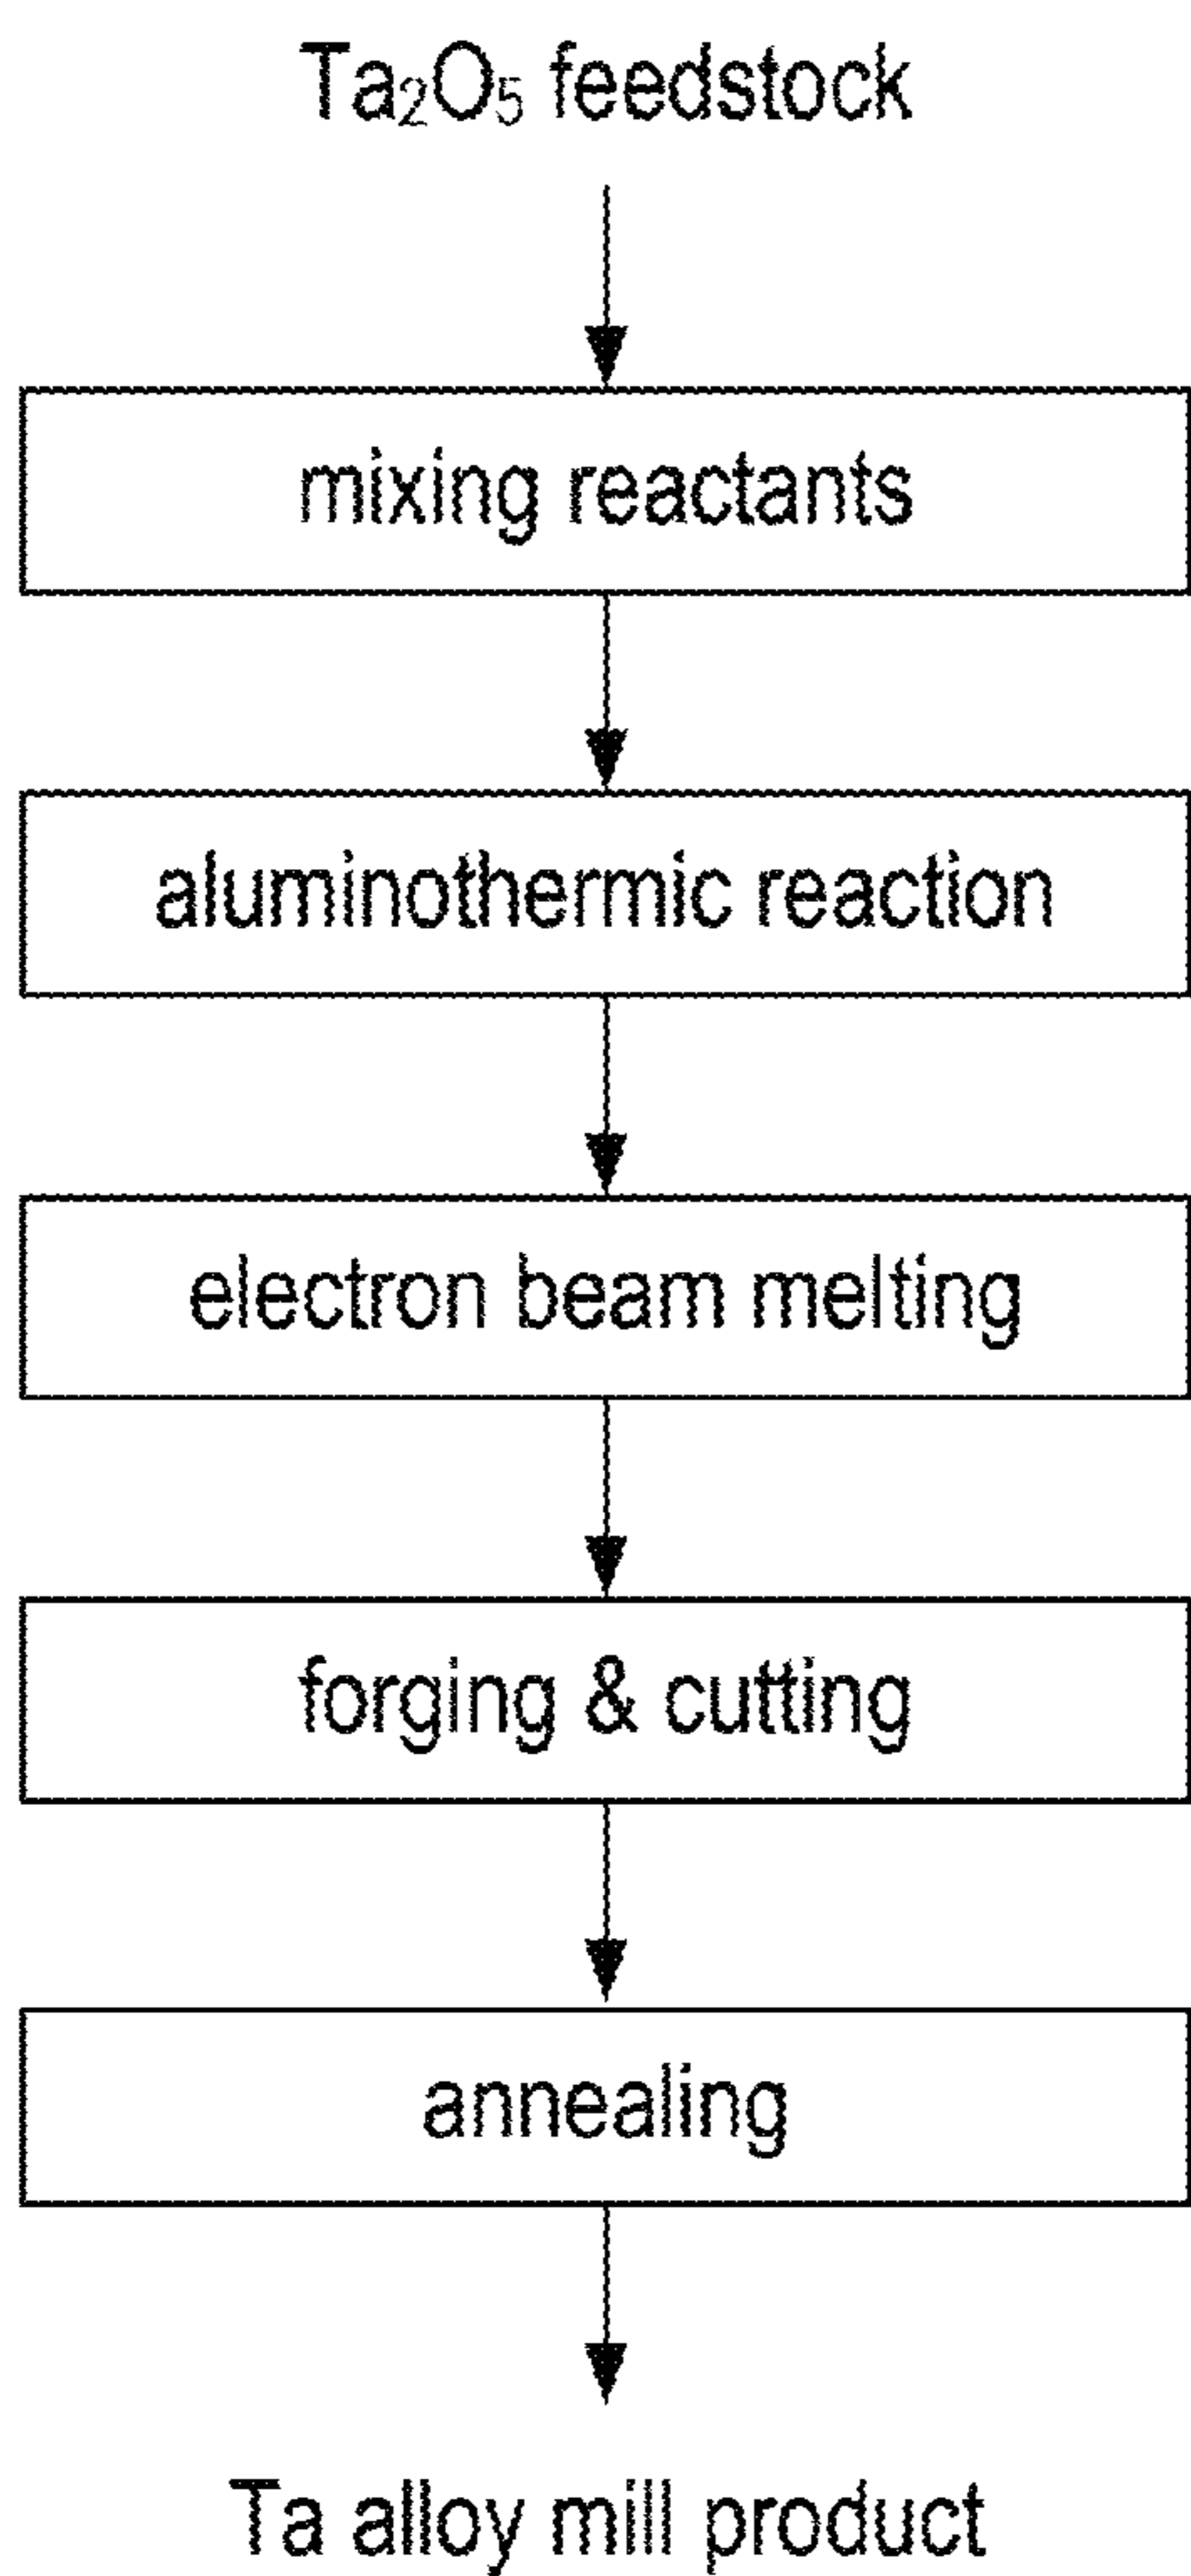 Ta₂O₅ feedstock
mixing reactants
aluminothermic reaction
electron beam melting
forging & cutting
annealing
Ta alloy mill product